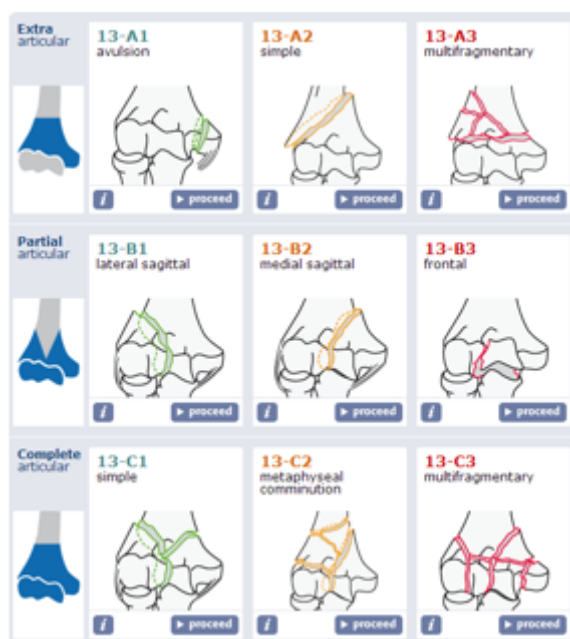 Extra
articular
13-A1
avulsion
13-A2
simple
13-A3
multifragmentary
i
proceed
i
proceed
i
proceed
Partial
articular
13-B1
lateral sagittal
13-B2
medial sagittal
13-B3
frontal
i
proceed
i
proceed
i
proceed
Complete
articular
13-C1
simple
13-C2
metaphyseal
comminution
13-C3
multifragmentary
i
proceed
i
proceed
i
proceed